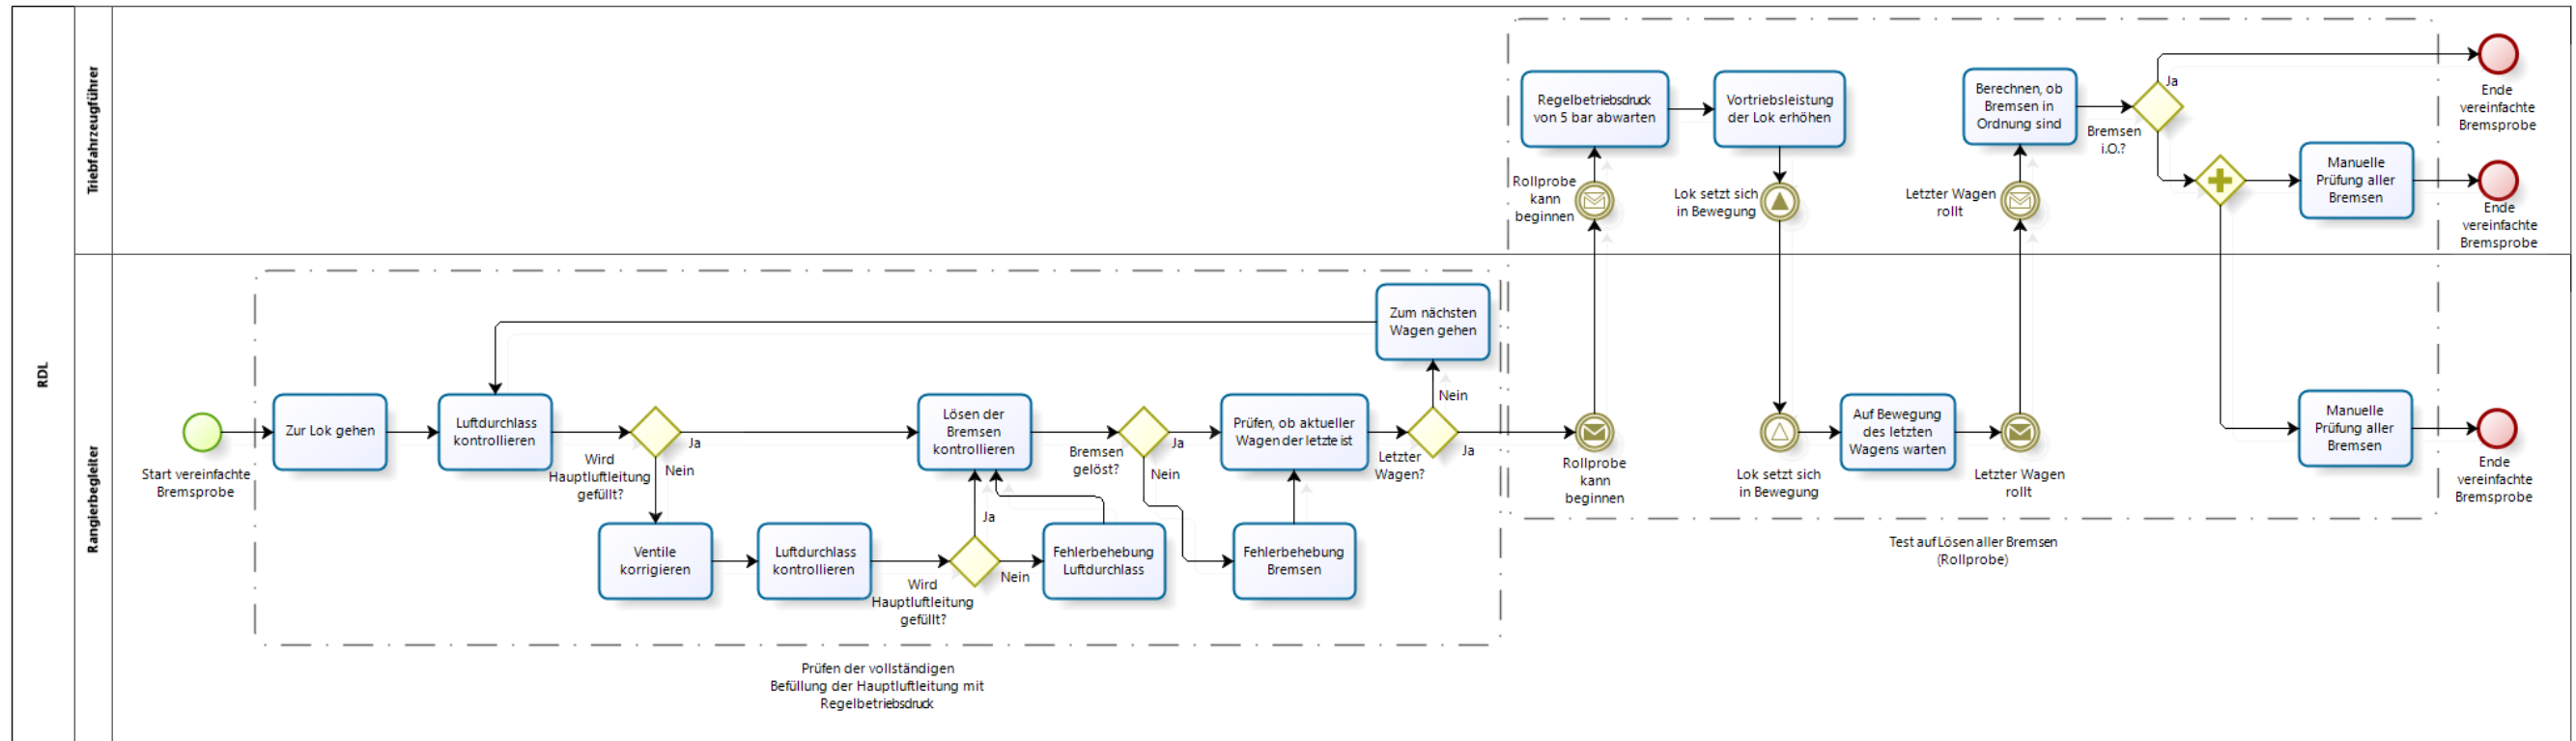 RDL
Triebfahrzeugführer
Regelbetriebsdruck
von 5 bar abwarten
Vortriebsleistung
der Lok erhöhen
Rollprobe
kann
beginnen
Lok setzt sich
in Bewegung
Letzter Wagen
rollt
Berechnen, ob
Bremsen in
Ordnung sind
Bremsen
i.O.?
Ja
Manuelle
Prüfung aller
Bremsen
Ende
vereinfachte
Bremsprobe
Ende
vereinfachte
Bremsprobe
Rangierbegleiter
Start vereinfachte
Bremsprobe
Zur Lok gehen
Luftdurchlass
kontrollieren
Wird
Hauptluftleitung
gefüllt?
Ja
Nein
Ventile
korrigieren
Luftdurchlass
kontrollieren
Wird
Hauptluftleitung
gefüllt?
Ja
Nein
Fehlerbehebung
Luftdurchlass
Lösen der
Bremsen
kontrollieren
Bremsen
gelöst?
Ja
Nein
Fehlerbehebung
Bremsen
Prüfen, ob aktueller
Wagen der letzte ist
Letzter
Wagen?
Nein
Ja
Zum nächsten
Wagen gehen
Rollprobe
kann
beginnen
Lok setzt sich
in Bewegung
Auf Bewegung
des letzten
Wagens warten
Letzter Wagen
rollt
Manuelle
Prüfung aller
Bremsen
Ende
vereinfachte
Bremsprobe
Test auf Lösen aller Bremsen
(Rollprobe)
Prüfen der vollständigen
Befüllung der Hauptluftleitung mit
Regelbetriebsdruck